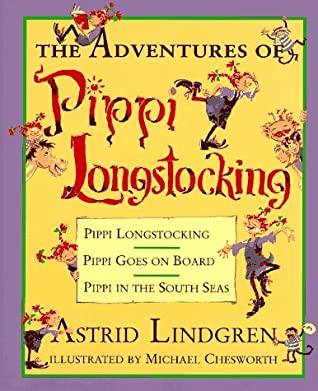 THE ADVENTURES OF
Pippi
Longstocking
PIPPI LONGSTOCKING
PIPPI GOES ON BOARD
PIPPI IN THE SOUTH SEAS
ASTRID LINDGREN
ILLUSTRATED BY MICHAEL CHESWORTH